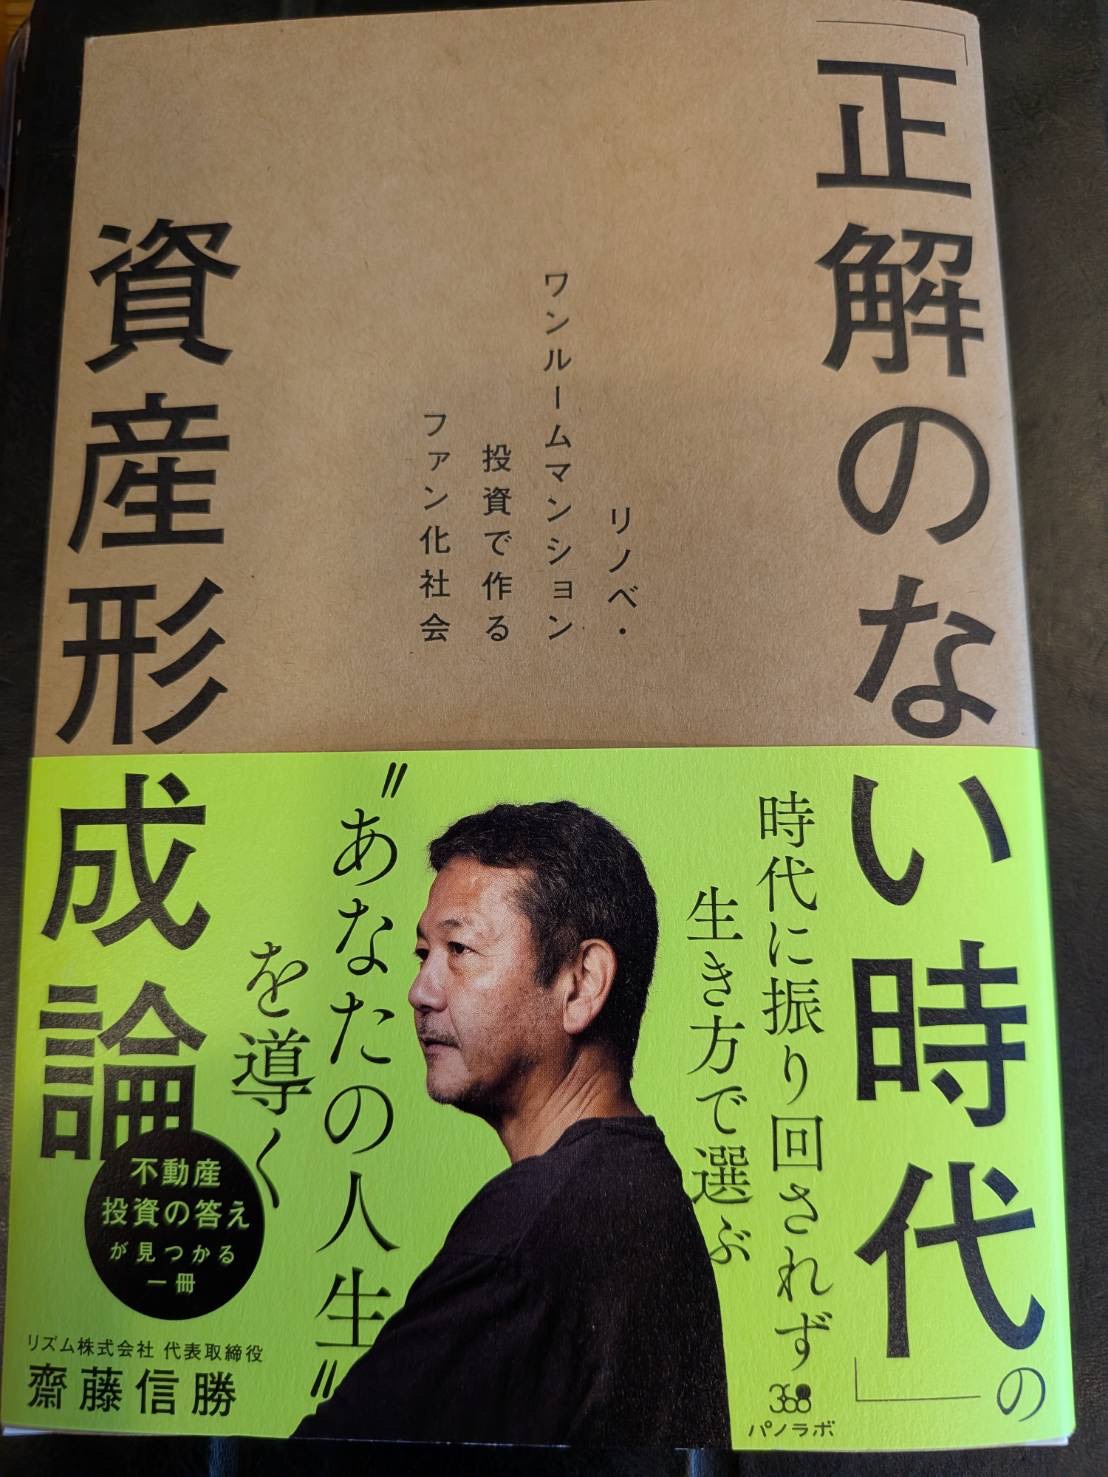 「正解のない時代」の
資産形成論
リノベ・
ワンルームマンション
投資で作る
ファン化社会
時代に振り回されず
生き方で選ぶ
"あなたの人生"
を導く
不動産
投資の答え
が見つかる
一冊
リズム株式会社 代表取締役
齋藤信勝
368
パノラボ